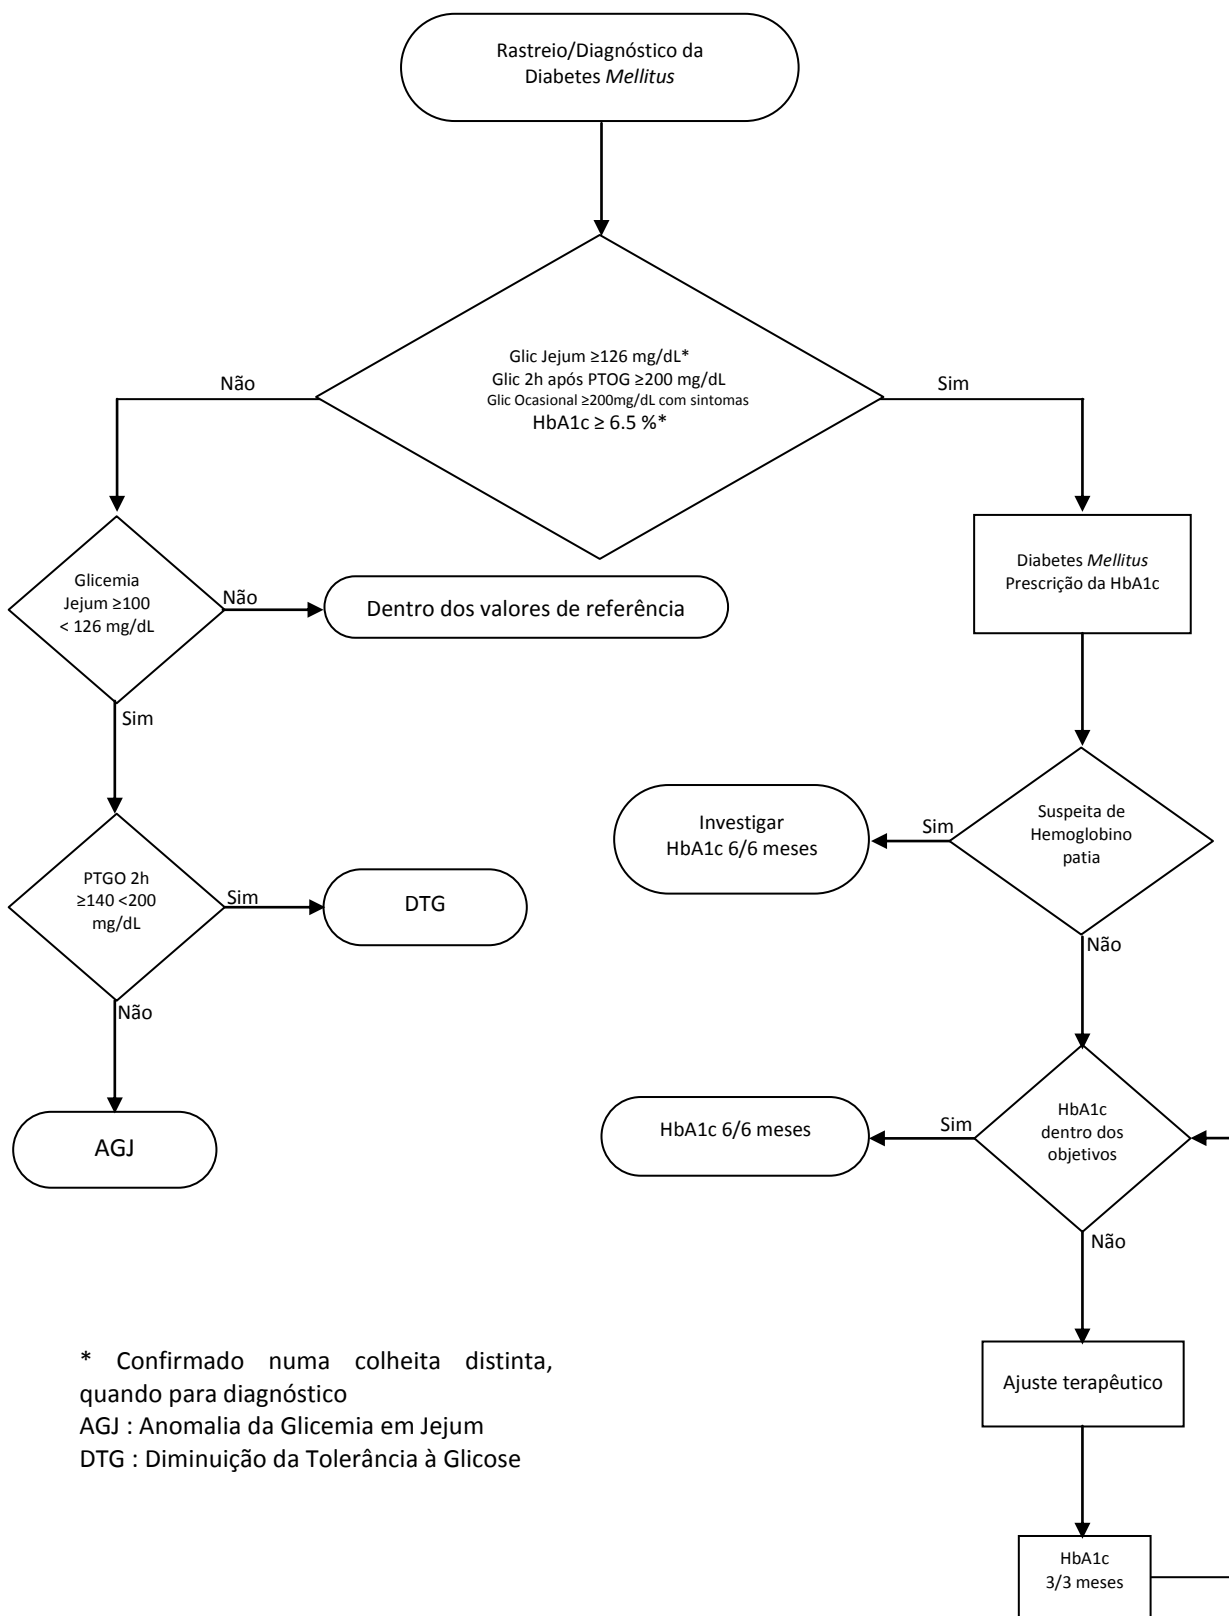 Rastreio/Diagnóstico da
Diabetes Mellitus
Glic Jejum ≥126 mg/dL*
Glic 2h após PTOG ≥200 mg/dL
Glic Ocasional ≥200mg/dL com sintomas
HbA1c ≥ 6.5 %*
Não
Sim
Glicemia
Jejum ≥100
< 126 mg/dL
Não
Dentro dos valores de referência
Diabetes Mellitus
Prescrição da HbA1c
Sim
Investigar
HbA1c 6/6 meses
Sim
Suspeita de
Hemoglobino
patia
PTGO 2h
≥140 <200
mg/dL
Sim
DTG
Não
Não
AGJ
HbA1c 6/6 meses
Sim
HbA1c
dentro dos
objetivos
Não
* Confirmado numa colheita distinta,
quando para diagnóstico
AGJ : Anomalia da Glicemia em Jejum
DTG : Diminuição da Tolerância à Glicose
Ajuste terapêutico
HbA1c
3/3 meses